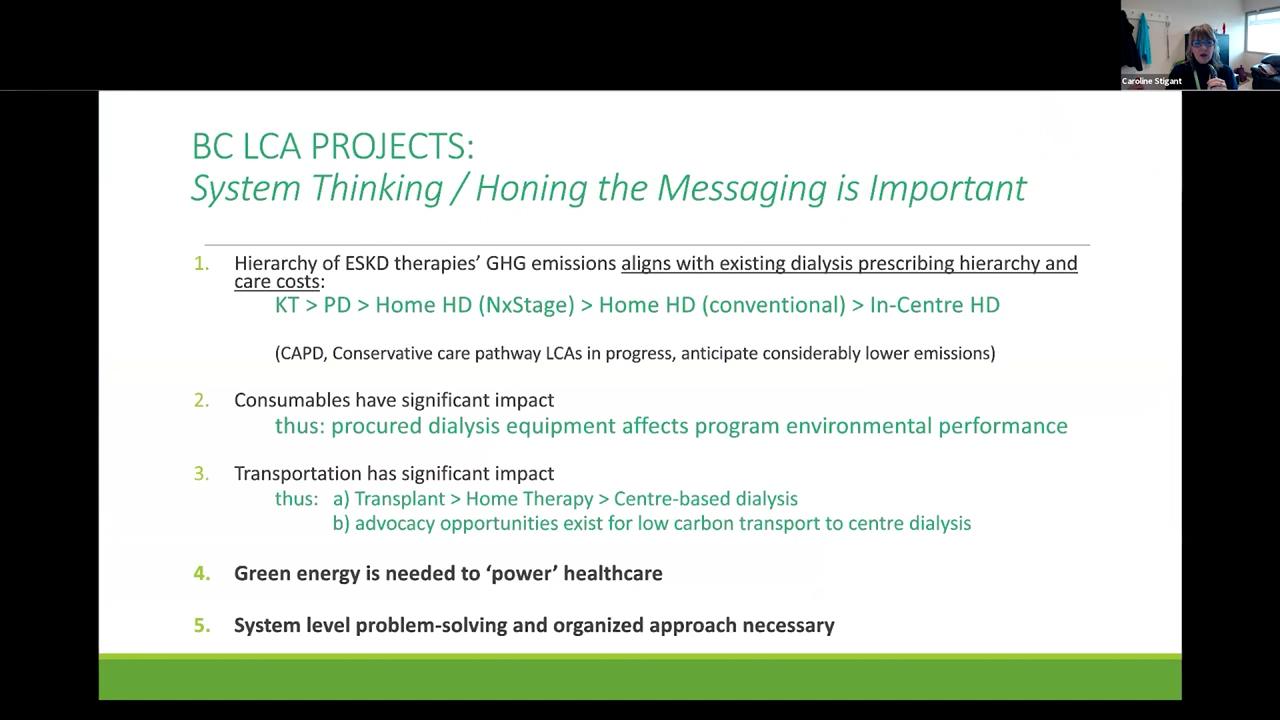 Caroline Stigant
BC LCA PROJECTS:
System Thinking / Honing the Messaging is Important
1. Hierarchy of ESKD therapies’ GHG emissions aligns with existing dialysis prescribing hierarchy and
care costs:
KT > PD > Home HD (NxStage) > Home HD (conventional) > In-Centre HD
(CAPD, Conservative care pathway LCAs in progress, anticipate considerably lower emissions)
2. Consumables have significant impact
thus: procured dialysis equipment affects program environmental performance
3. Transportation has significant impact
thus: a) Transplant > Home Therapy > Centre-based dialysis
b) advocacy opportunities exist for low carbon transport to centre dialysis
4. Green energy is needed to ‘power’ healthcare
5. System level problem-solving and organized approach necessary